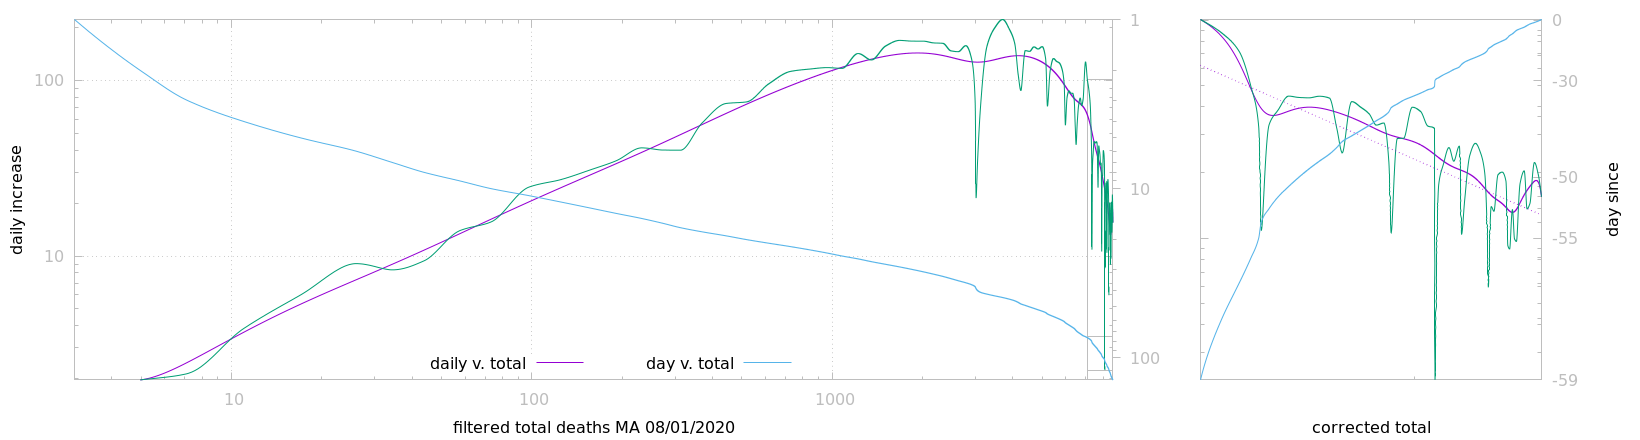 daily increase
100
10
10
100
1000
1
10
100
daily v. total
day v. total
filtered total deaths MA 08/01/2020
0
-30
-50
-55
-59
day since
corrected total